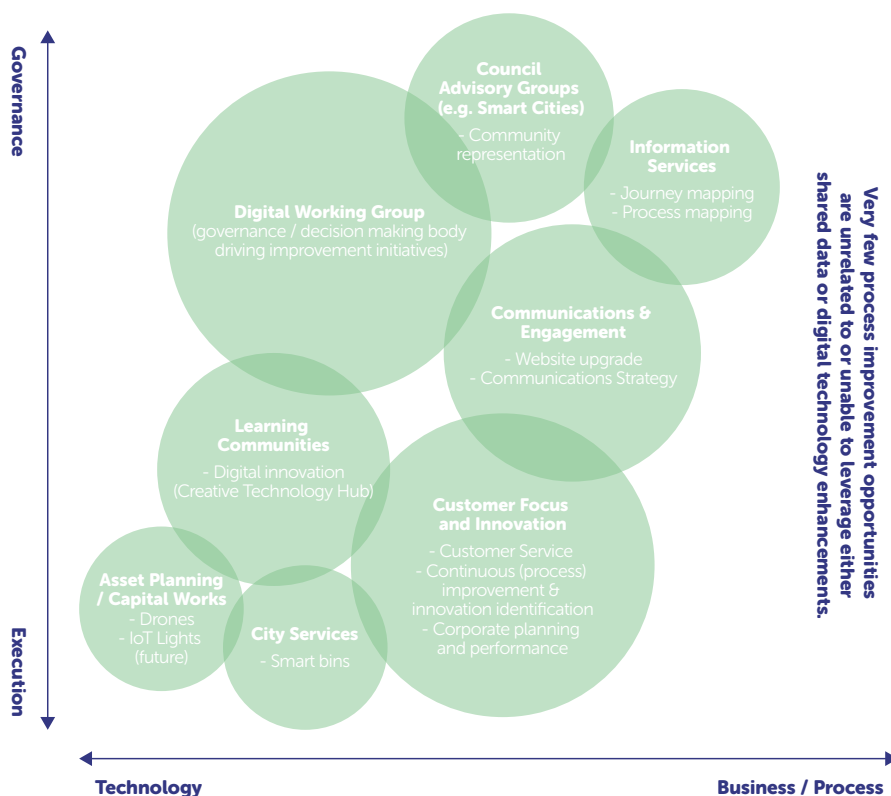 Governance
Council
Advisory Groups
(e.g. Smart Cities)
- Community
representation
Information
Services
- Journey mapping
- Process mapping
Digital Working Group
(governance / decision making body
driving improvement initiatives)
Communications &
Engagement
- Website upgrade
- Communications Strategy
Learning
Communities
- Digital innovation
(Creative Technology Hub)
Customer Focus
and Innovation
- Customer Service
- Continuous (process)
improvement &
innovation identification
- Corporate planning
and performance
Asset Planning
/ Capital Works
- Drones
- IoT Lights
(future)
City Services
- Smart bins
Execution
Very few process improvement opportunities
are unrelated to or unable to leverage either
shared data or digital technology enhancements.
Technology
Business / Process